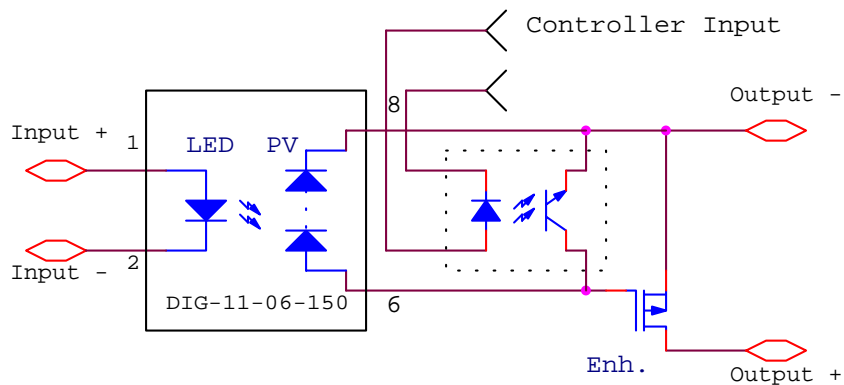 Controller Input
8
Output -
Input +
1
LED PV
Input -
2
DIG-11-06-150
6
Enh.
Output +